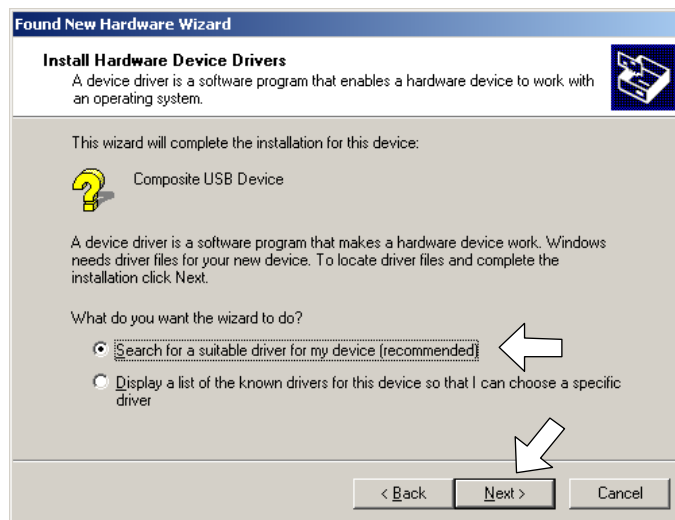 Found New Hardware Wizard
Install Hardware Device Drivers
A device driver is a software program that enables a hardware device to work with
an operating system.
This wizard will complete the installation for this device:
Composite USB Device
A device driver is a software program that makes a hardware device work. Windows
needs driver files for your new device. To locate driver files and complete the
installation click Next.
What do you want the wizard to do?
Search for a suitable driver for my device (recommended)
Display a list of the known drivers for this device so that I can choose a specific
driver
< Back Next > Cancel